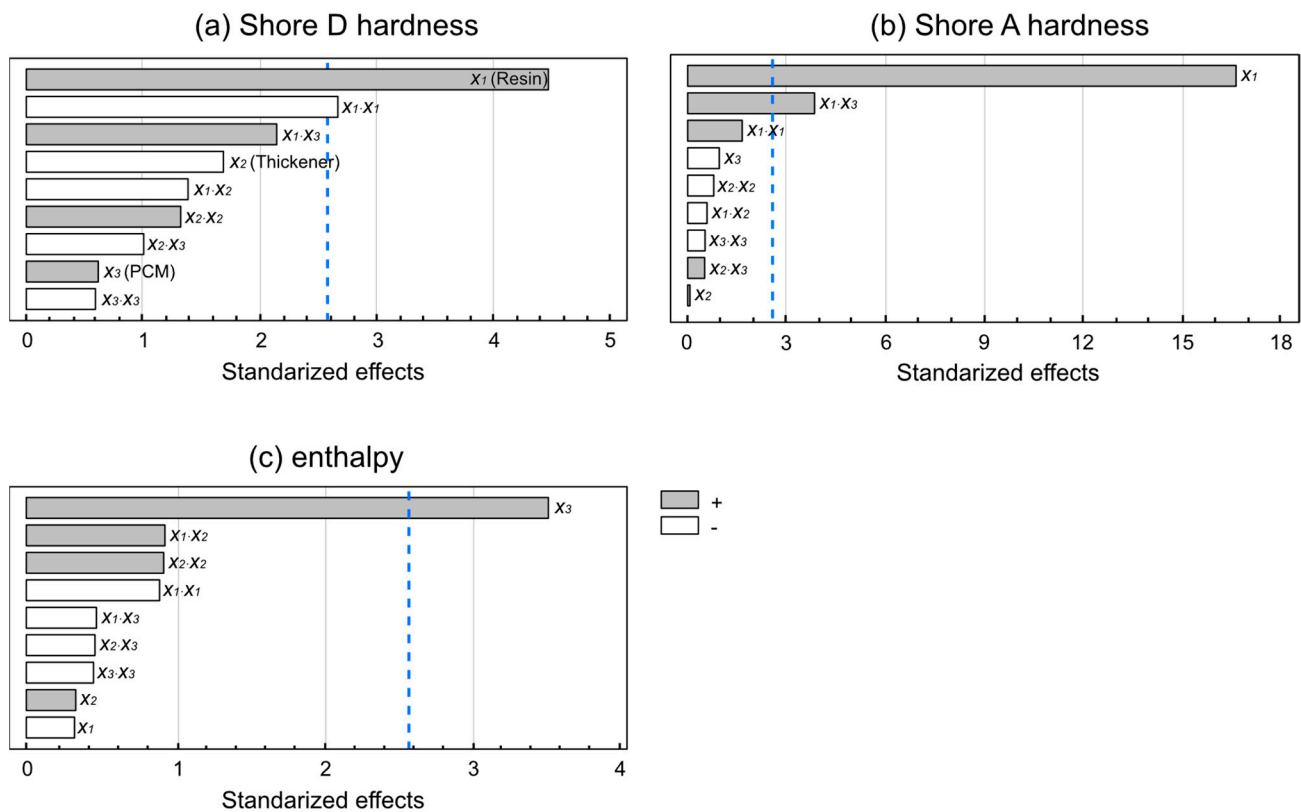 (a) Shore D hardness
x1 (Resin)
x1·x1
x1·x3
x2 (Thickener)
x1·x2
x2·x2
x2·x3
x3 (PCM)
x3·x3
0 1 2 3 4 5
Standarized effects
(b) Shore A hardness
x1
x1·x3
x1·x1
x3
x2·x2
x1·x2
x3·x3
x2·x3
x2
0 3 6 9 12 15 18
Standarized effects
(c) enthalpy
x3
x1·x2
x2·x2
x1·x1
x1·x3
x2·x3
x3·x3
x2
x1
0 1 2 3 4
Standarized effects
+
-